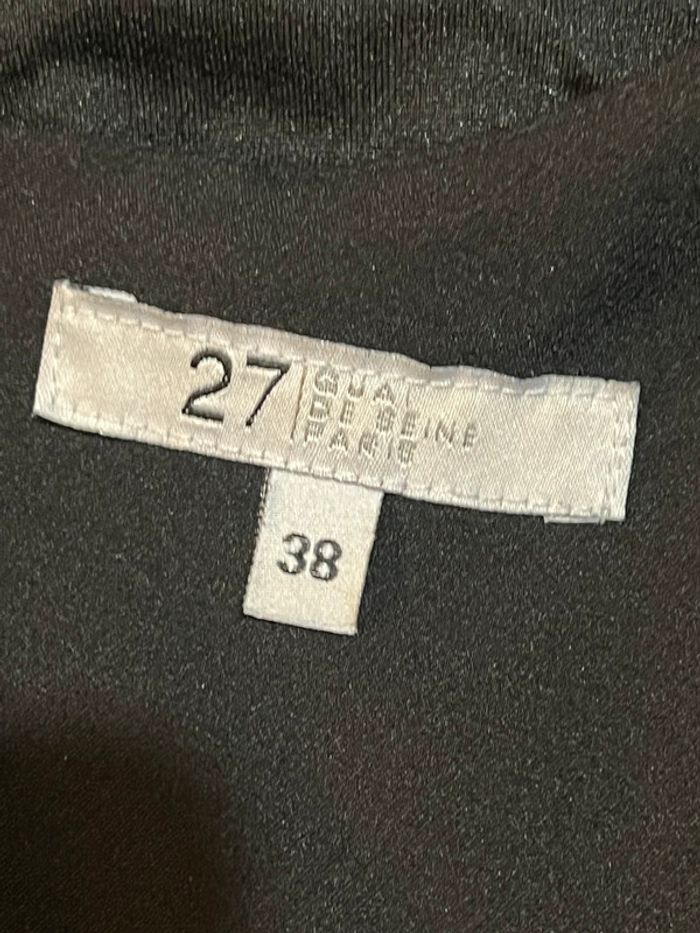 27
QUAI
DE SEINE
PARIS
38